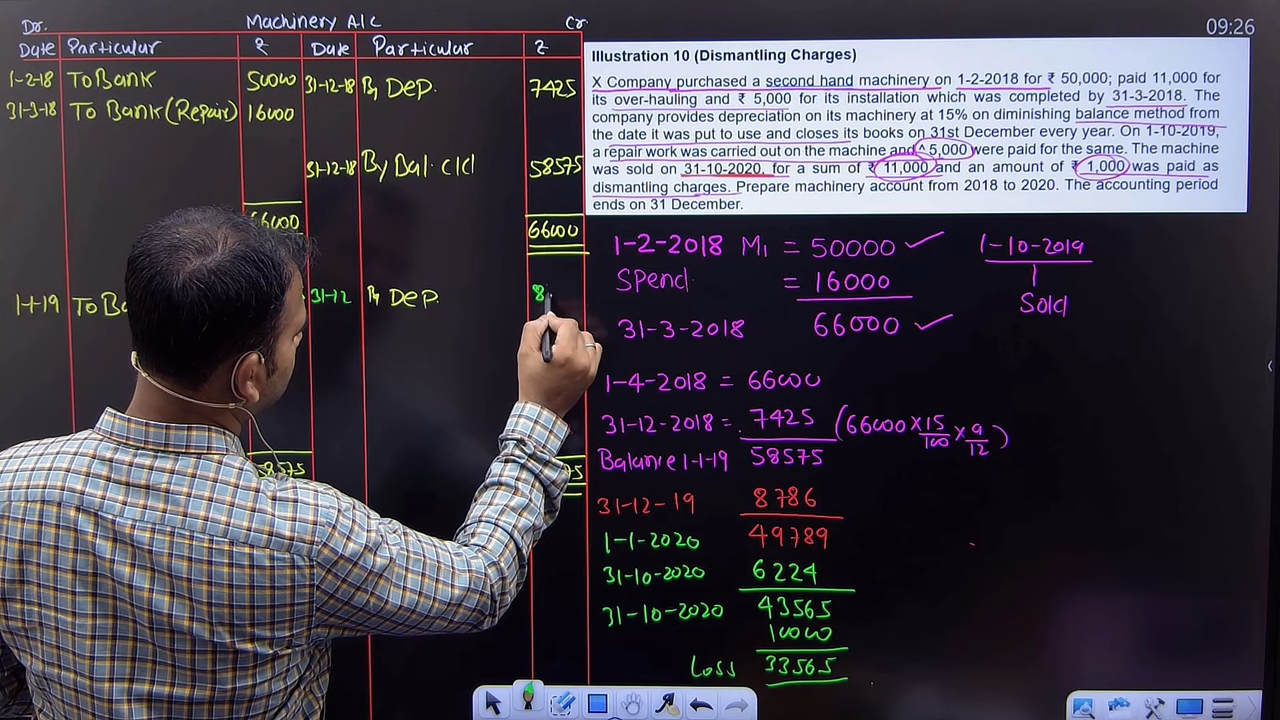 Dr. Machinery A/c Cr
Date Particular ₹ Date Particular ₹
1-2-18 To Bank 50000 31-12-18 By Dep. 7425
31-3-18 To Bank (Repair) 16000
31-12-18 By Bal. c/d 58575
66000 66000
1-1-19 To Ba 31-12 By Dep. 8
58575 75
09:26
Illustration 10 (Dismantling Charges)
X Company purchased a second hand machinery on 1-2-2018 for ₹ 50,000; paid 11,000 for
its over-hauling and ₹ 5,000 for its installation which was completed by 31-3-2018. The
company provides depreciation on its machinery at 15% on diminishing balance method from
the date it was put to use and closes its books on 31st December every year. On 1-10-2019,
a repair work was carried out on the machine and ^ 5,000 were paid for the same. The machine
was sold on 31-10-2020, for a sum of ₹ 11,000 and an amount of ₹ 1,000 was paid as
dismantling charges. Prepare machinery account from 2018 to 2020. The accounting period
ends on 31 December.
1-2-2018 M1 = 50000
Spend = 16000
31-3-2018 66000
1-10-2019
Sold
1-4-2018 = 66000
31-12-2018 = 7425 (66000 × 15/100 × 9/12)
Balance 1-1-19 58575
31-12-19 8786
1-1-2020 49789
31-10-2020 6224
31-10-2020 43565
10000
Loss 33565